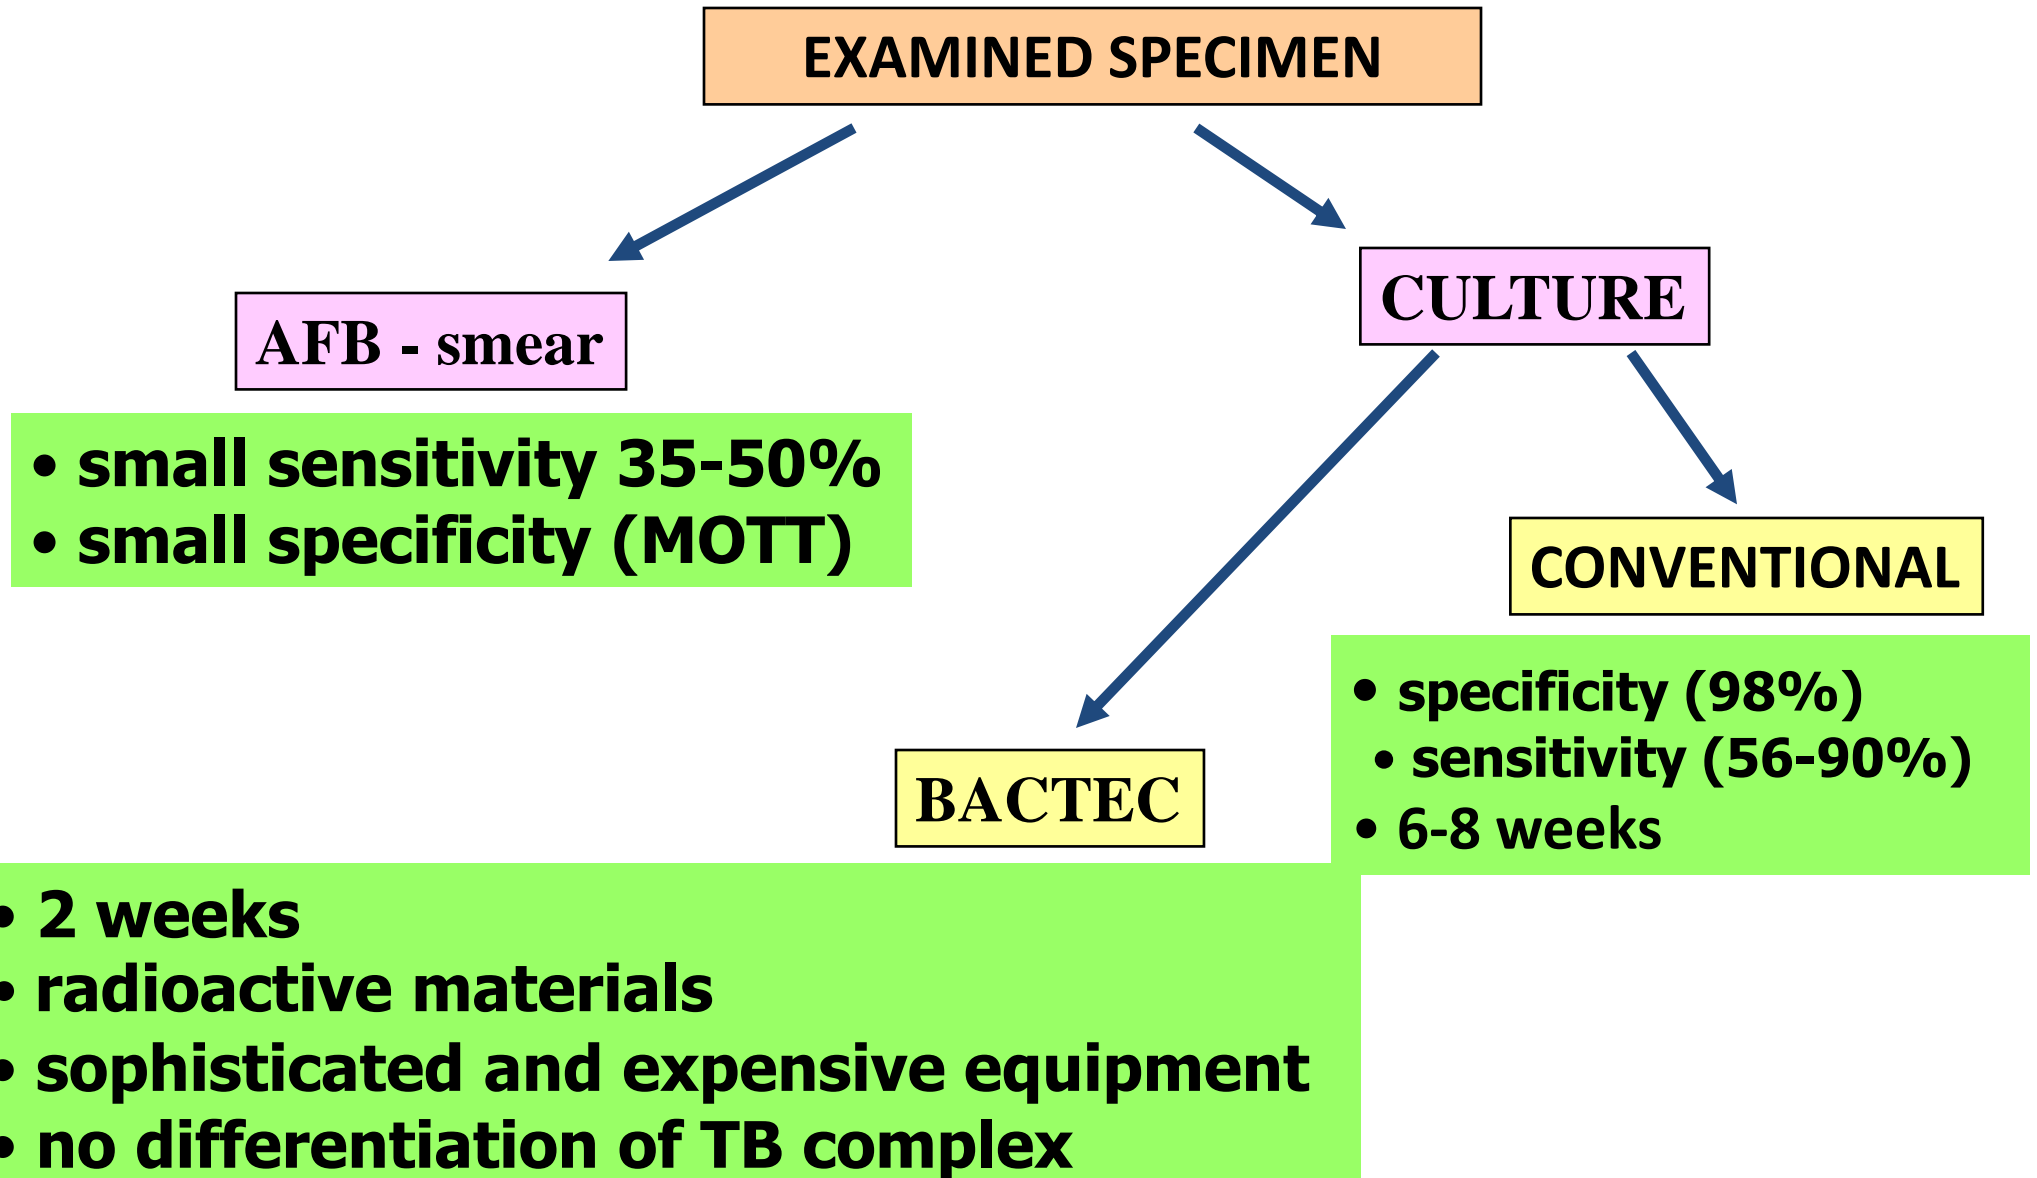 EXAMINED SPECIMEN
AFB - smear
• small sensitivity 35-50%
• small specificity (MOTT)
CULTURE
CONVENTIONAL
• specificity (98%)
• sensitivity (56-90%)
• 6-8 weeks
BACTEC
• 2 weeks
• radioactive materials
• sophisticated and expensive equipment
• no differentiation of TB complex